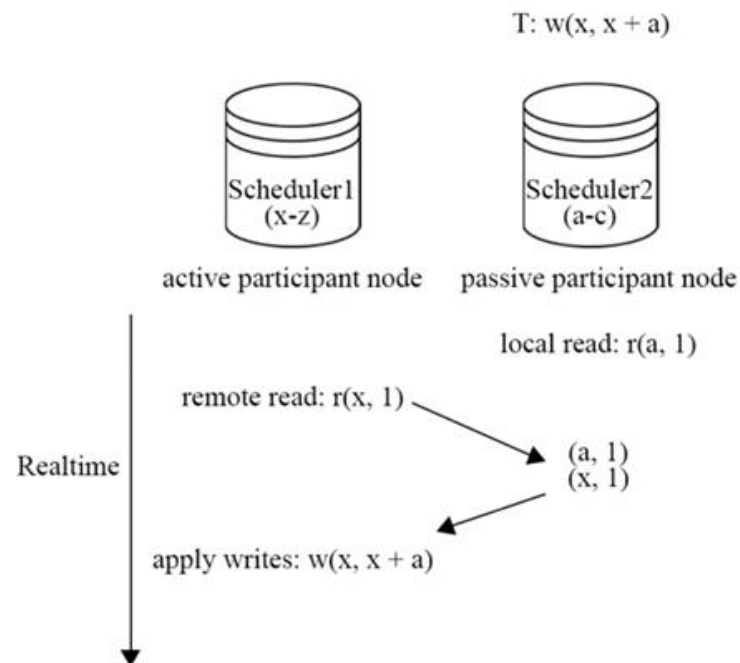 T: w(x, x + a)
Scheduler1
(x-z)
Scheduler2
(a-c)
active participant node
passive participant node
local read: r(a, 1)
remote read: r(x, 1)
Realtime
(a, 1)
(x, 1)
apply writes: w(x, x + a)